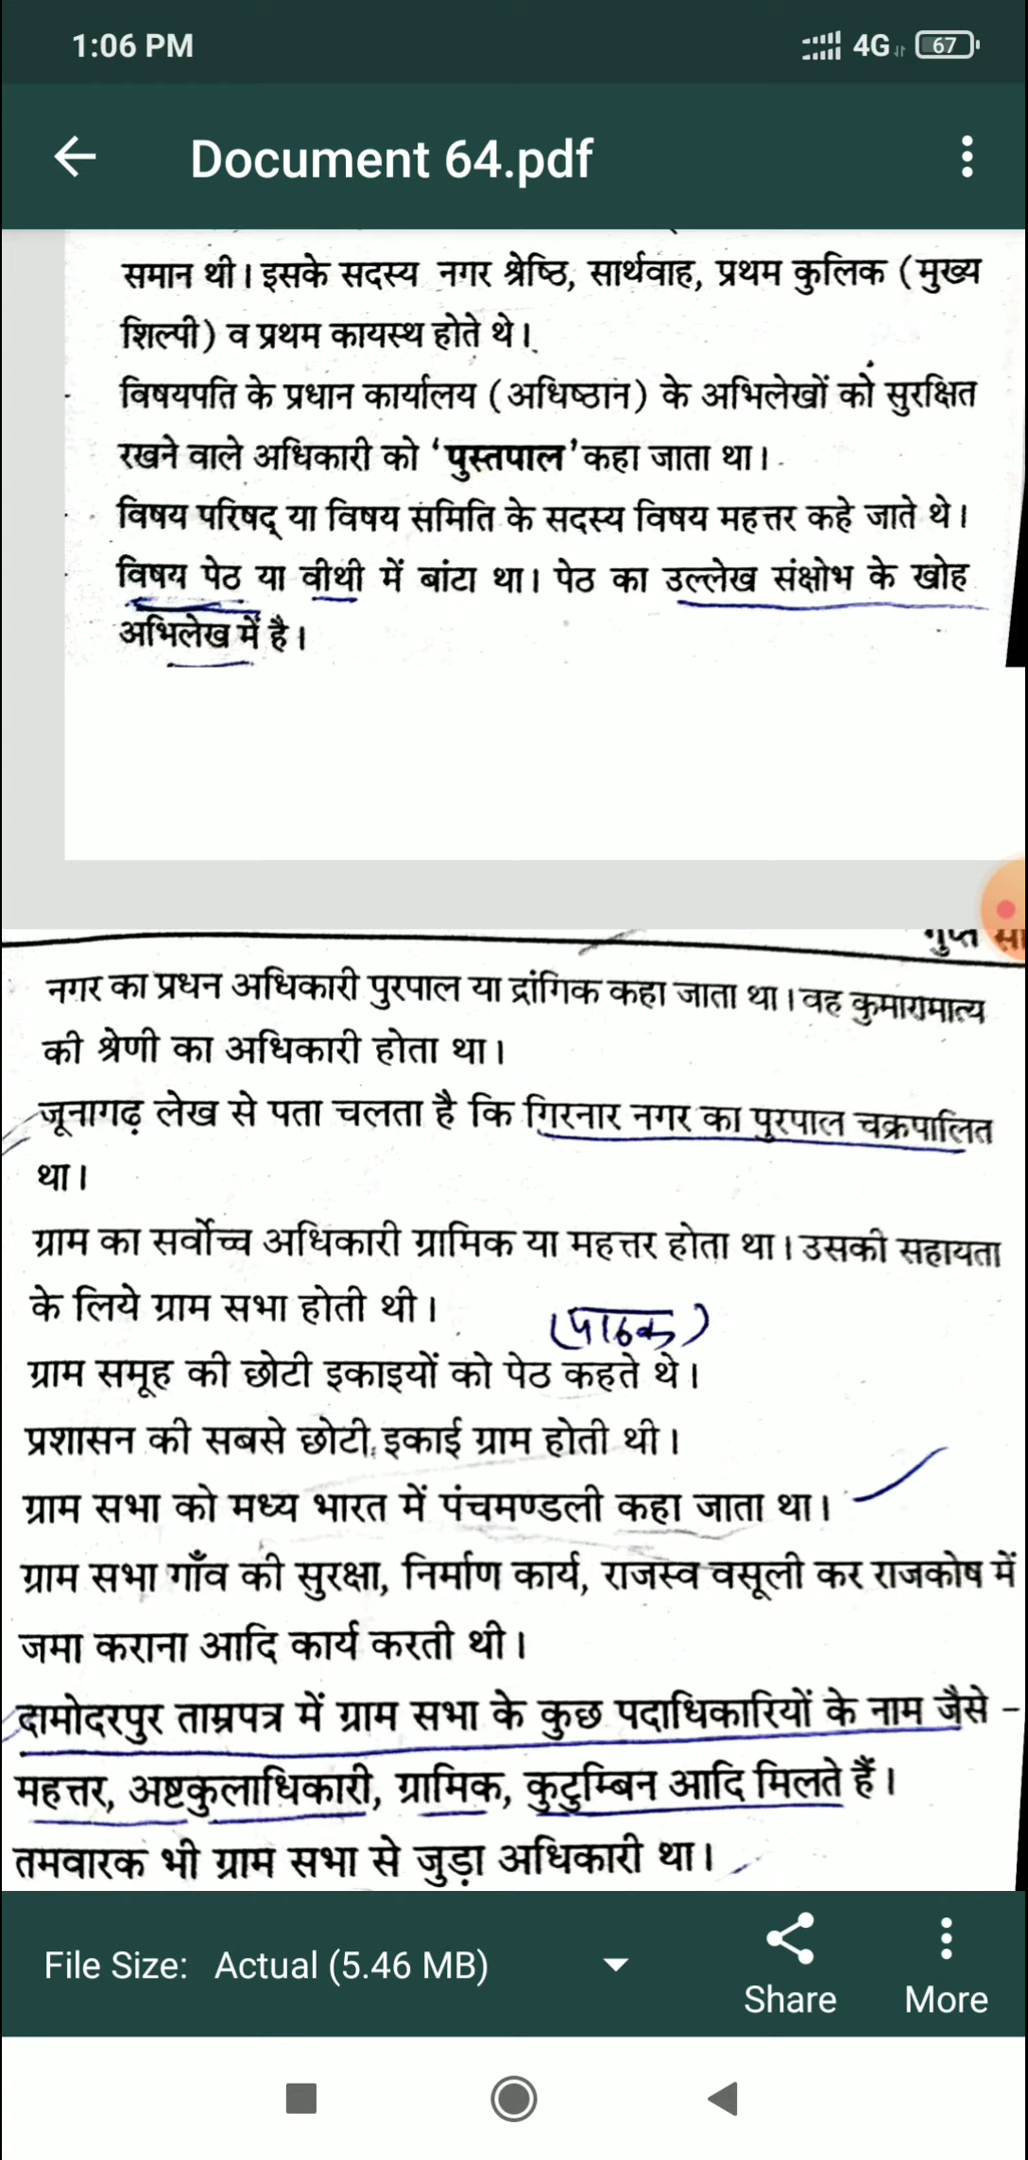 1:06 PM 4G 67
Document 64.pdf
समान थी। इसके सदस्य नगर श्रेष्ठि, सार्थवाह, प्रथम कुलिक (मुख्य
शिल्पी) व प्रथम कायस्थ होते थे।
विषयपति के प्रधान कार्यालय (अधिष्ठान) के अभिलेखों को सुरक्षित
रखने वाले अधिकारी को 'पुस्तपाल' कहा जाता था।
विषय परिषद् या विषय समिति के सदस्य विषय महत्तर कहे जाते थे।
विषय पेठ या वीथी में बांटा था। पेठ का उल्लेख संक्षोभ के खोह
अभिलेख में है।
गुप्त
नगर का प्रधन अधिकारी पुरपाल या द्रांगिक कहा जाता था। वह कुमारामात्य
की श्रेणी का अधिकारी होता था।
जूनागढ़ लेख से पता चलता है कि गिरनार नगर का पुरपाल चक्रपालित
था।
ग्राम का सर्वोच्च अधिकारी ग्रामिक या महत्तर होता था। उसकी सहायता
के लिये ग्राम सभा होती थी।
(पाठक)
ग्राम समूह की छोटी इकाइयों को पेठ कहते थे।
प्रशासन की सबसे छोटी इकाई ग्राम होती थी।
ग्राम सभा को मध्य भारत में पंचमण्डली कहा जाता था।
ग्राम सभा गाँव की सुरक्षा, निर्माण कार्य, राजस्व वसूली कर राजकोष में
जमा कराना आदि कार्य करती थी।
दामोदरपुर ताम्रपत्र में ग्राम सभा के कुछ पदाधिकारियों के नाम जैसे -
महत्तर, अष्टकुलाधिकारी, ग्रामिक, कुटुम्बिन आदि मिलते हैं।
तमवारक भी ग्राम सभा से जुड़ा अधिकारी था।
File Size: Actual (5.46 MB)
Share
More